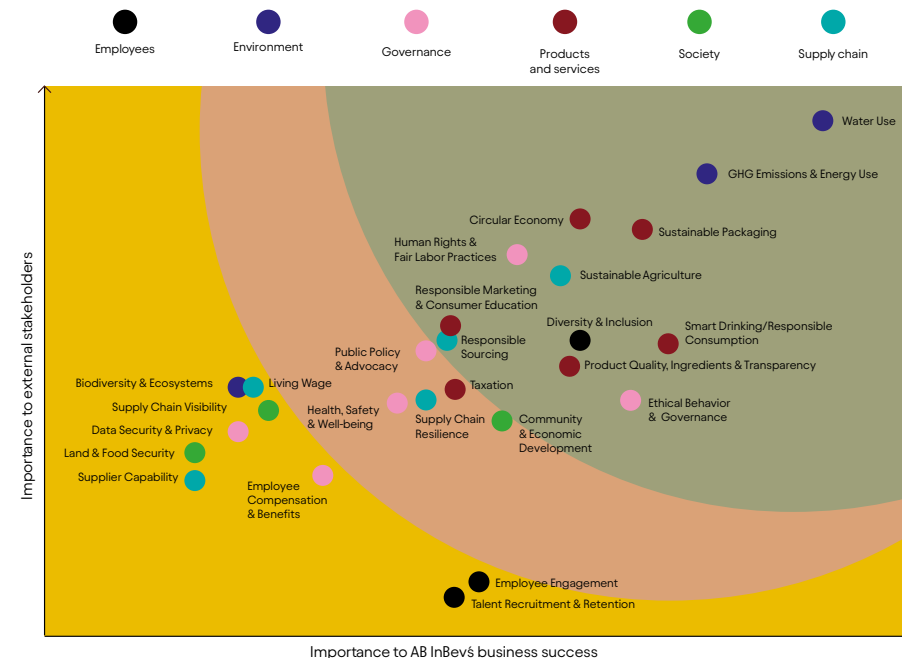 Employees
Environment
Governance
Products
and services
Society
Supply chain
Importance to external stakeholders
Water Use
GHG Emissions & Energy Use
Circular Economy
Sustainable Packaging
Human Rights &
Fair Labor Practices
Sustainable Agriculture
Responsible Marketing
& Consumer Education
Diversity & Inclusion
Smart Drinking/Responsible
Consumption
Responsible
Sourcing
Public Policy
& Advocacy
Product Quality, Ingredients & Transparency
Biodiversity & Ecosystems
Living Wage
Taxation
Supply Chain Visibility
Health, Safety
& Well-being
Ethical Behavior
& Governance
Supply Chain
Resilience
Community
& Economic
Development
Data Security & Privacy
Land & Food Security
Supplier Capability
Employee
Compensation
& Benefits
Employee Engagement
Talent Recruitment & Retention
Importance to AB InBev´s business success